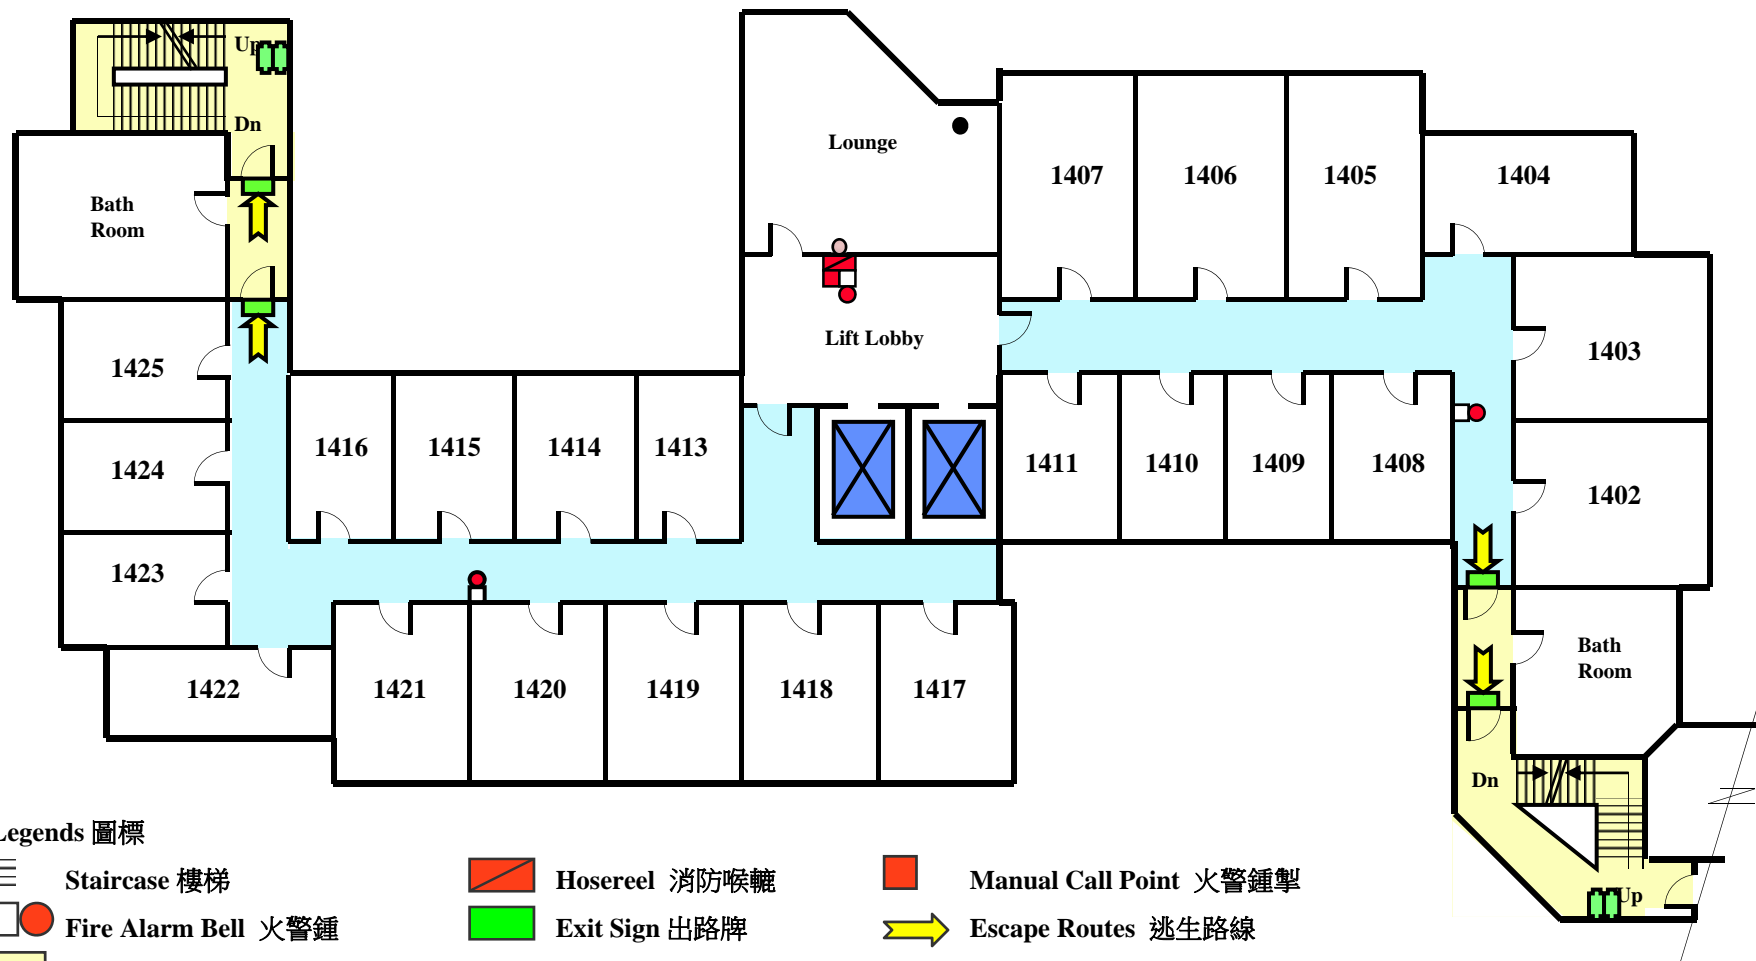 Up
Dn
Bath
Room
Lounge
1407
1406
1405
1404
Lift Lobby
1403
1425
1416
1415
1414
1413
1411
1410
1409
1408
1424
1402
1423
1422
1421
1420
1419
1418
1417
Bath
Room
Dn
Up
Legends 圖標
Staircase 樓梯
Hosereel 消防喉轆
Manual Call Point 火警鍾掣
Fire Alarm Bell 火警鍾
Exit Sign 出路牌
Escape Routes 逃生路線